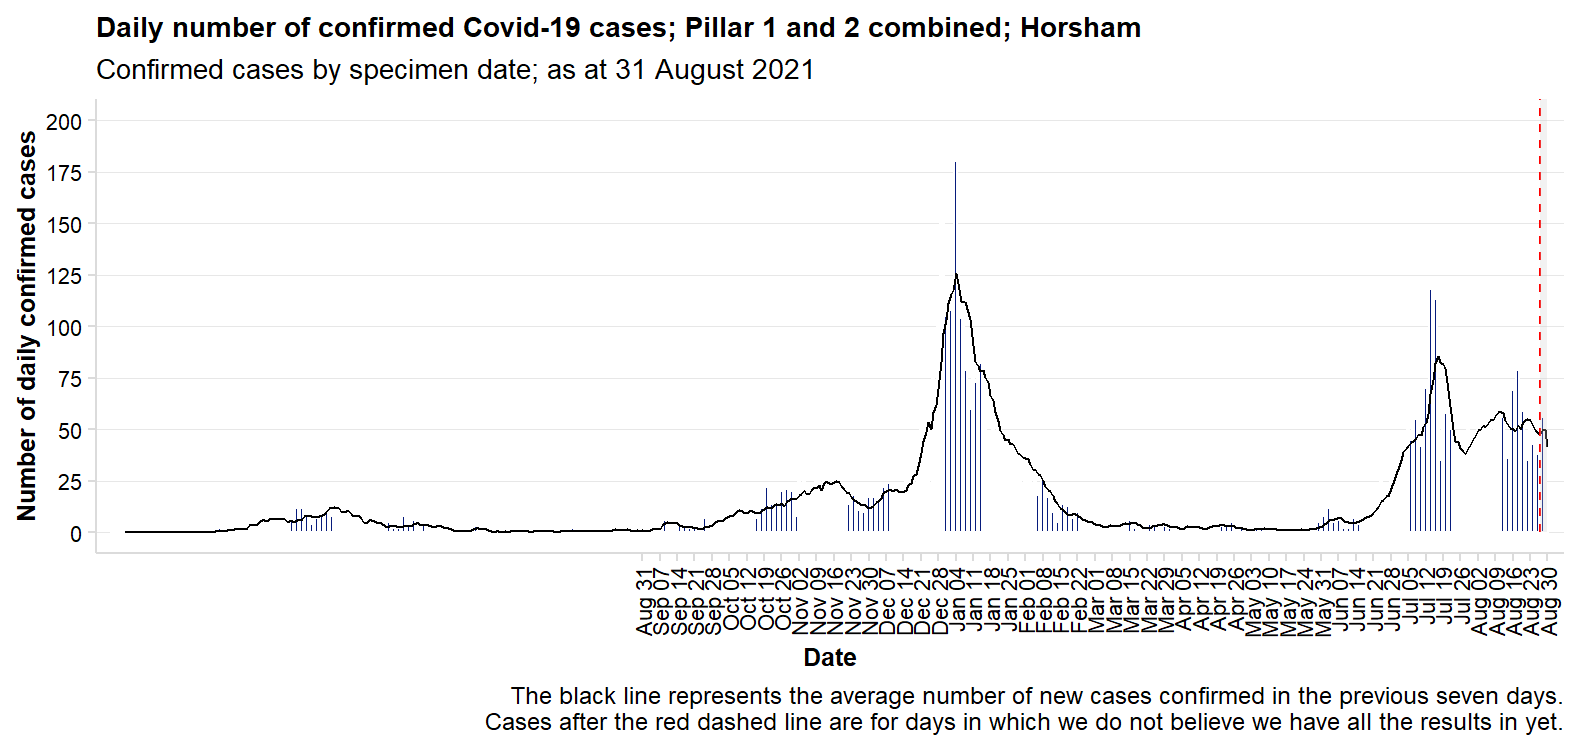 Daily number of confirmed Covid-19 cases; Pillar 1 and 2 combined; Horsham
Confirmed cases by specimen date; as at 31 August 2021
Number of daily confirmed cases
200
175
150
125
100
75
50
25
0
Aug 31
Sep 07
Sep 14
Sep 21
Sep 28
Oct 05
Oct 12
Oct 19
Oct 26
Nov 02
Nov 09
Nov 16
Nov 23
Nov 30
Dec 07
Dec 14
Dec 21
Dec 28
Jan 04
Jan 11
Jan 18
Jan 25
Feb 01
Feb 08
Feb 15
Feb 22
Mar 01
Mar 08
Mar 15
Mar 22
Mar 29
Apr 05
Apr 12
Apr 19
Apr 26
May 03
May 10
May 17
May 24
May 31
Jun 07
Jun 14
Jun 21
Jun 28
Jul 05
Jul 12
Jul 19
Jul 26
Aug 02
Aug 09
Aug 16
Aug 23
Aug 30
Date
The black line represents the average number of new cases confirmed in the previous seven days.
Cases after the red dashed line are for days in which we do not believe we have all the results in yet.